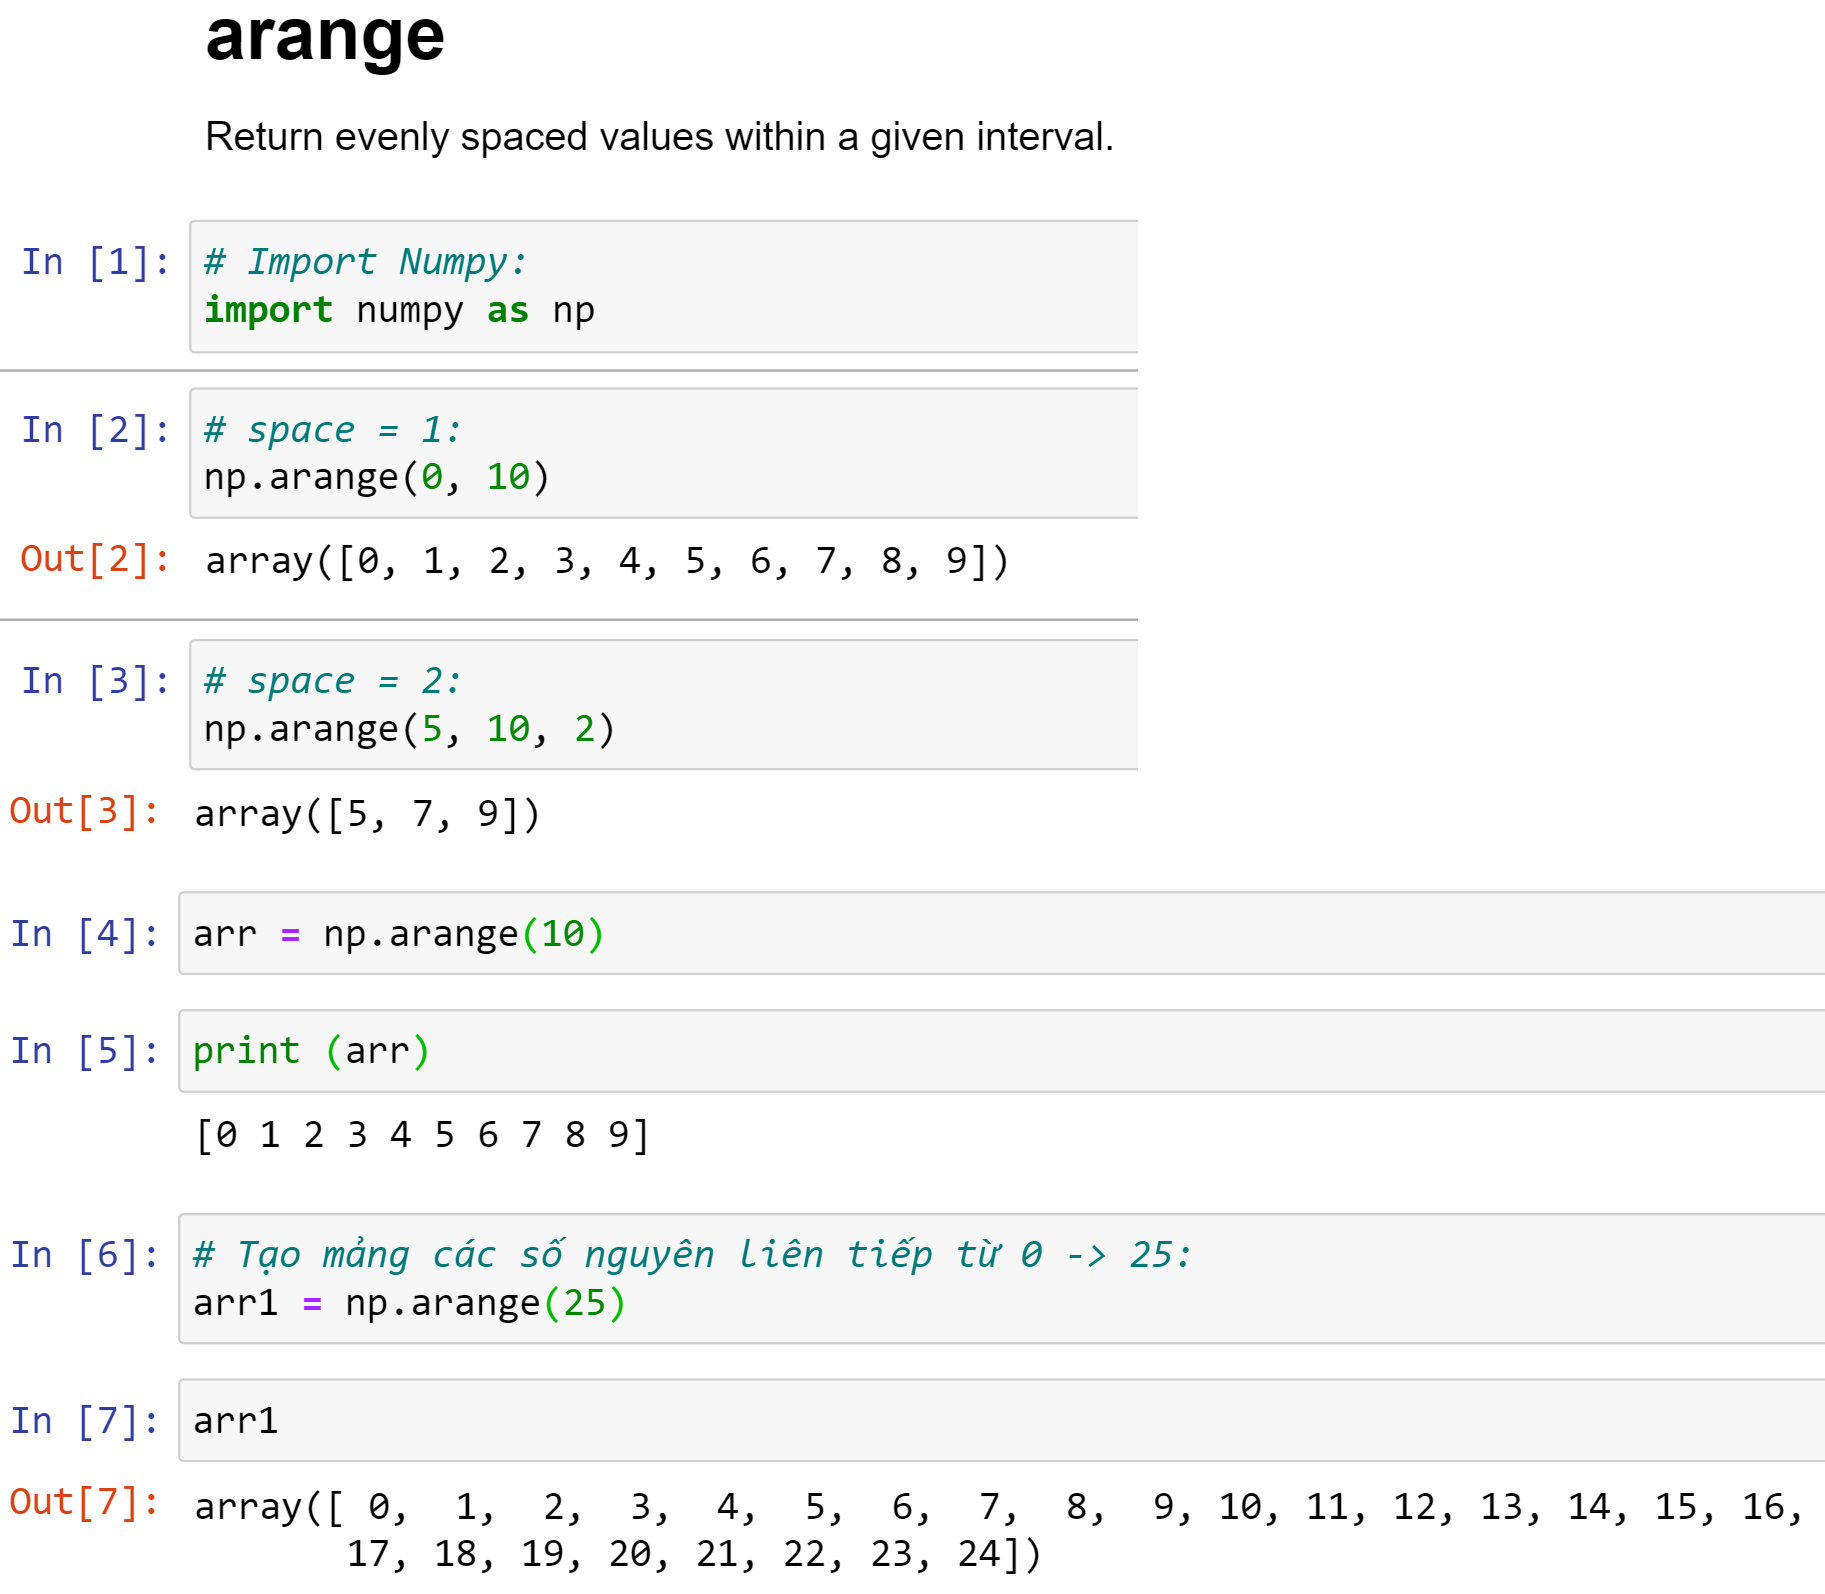 arange
Return evenly spaced values within a given interval.
In [1]: # Import Numpy:
import numpy as np
In [2]: # space = 1:
np.arange(0, 10)
Out[2]: array([0, 1, 2, 3, 4, 5, 6, 7, 8, 9])
In [3]: # space = 2:
np.arange(5, 10, 2)
Out[3]: array([5, 7, 9])
In [4]: arr = np.arange(10)
In [5]: print (arr)
[0 1 2 3 4 5 6 7 8 9]
In [6]: # Tạo mảng các số nguyên liên tiếp từ 0 -> 25:
arr1 = np.arange(25)
In [7]: arr1
Out[7]: array([ 0,  1,  2,  3,  4,  5,  6,  7,  8,  9, 10, 11, 12, 13, 14, 15, 16,
17, 18, 19, 20, 21, 22, 23, 24])